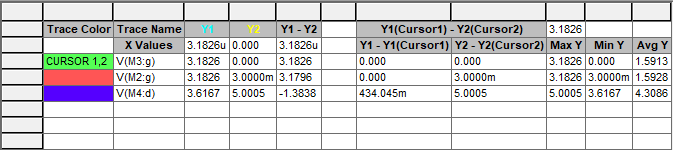 Trace Color Trace Name Y1 Y2 Y1 - Y2 Y1(Cursor1) - Y2(Cursor2) 3.1826
X Values 3.1826u 0.000 3.1826u Y1 - Y1(Cursor1) Y2 - Y2(Cursor2) Max Y Min Y Avg Y
CURSOR 1,2 V(M3:g) 3.1826 0.000 3.1826 0.000 0.000 3.1826 0.000 1.5913
V(M2:g) 3.1826 3.0000m 3.1796 0.000 3.0000m 3.1826 3.0000m 1.5928
V(M4:d) 3.6167 5.0005 -1.3838 434.045m 5.0005 5.0005 3.6167 4.3086